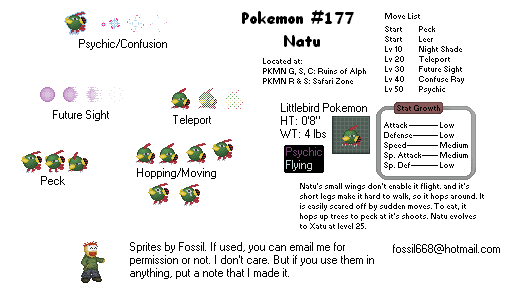 Pokemon #177
Natu
Move List
Start Peck
Start Leer
Lv 10 Night Shade
Lv 20 Teleport
Lv 30 Future Sight
Lv 40 Confuse Ray
Lv 50 Psychic
Psychic/Confusion
Located at:
PKMN G, S, C: Ruins of Alph
PKMN R & S: Safari Zone
Future Sight
Teleport
Littlebird Pokemon
HT: 0'8"
WT: 4 lbs
Psychic
Flying
Stat Growth
Attack Low
Defense Low
Speed Medium
Sp. Attack Medium
Sp. Def Low
Peck
Hopping/Moving
Natu's small wings don't enable it flight. and it's
short legs make it hard to walk, so it hops around. It
is easily scared off by sudden moves. To eat, it
hops up trees to peck at it's shoots. Natu evolves
to Xatu at level 25.
Sprites by Fossil. If used, you can email me for
permission or not. I don't care. But if you use them in
anything, put a note that I made it.
fossil668@hotmail.com